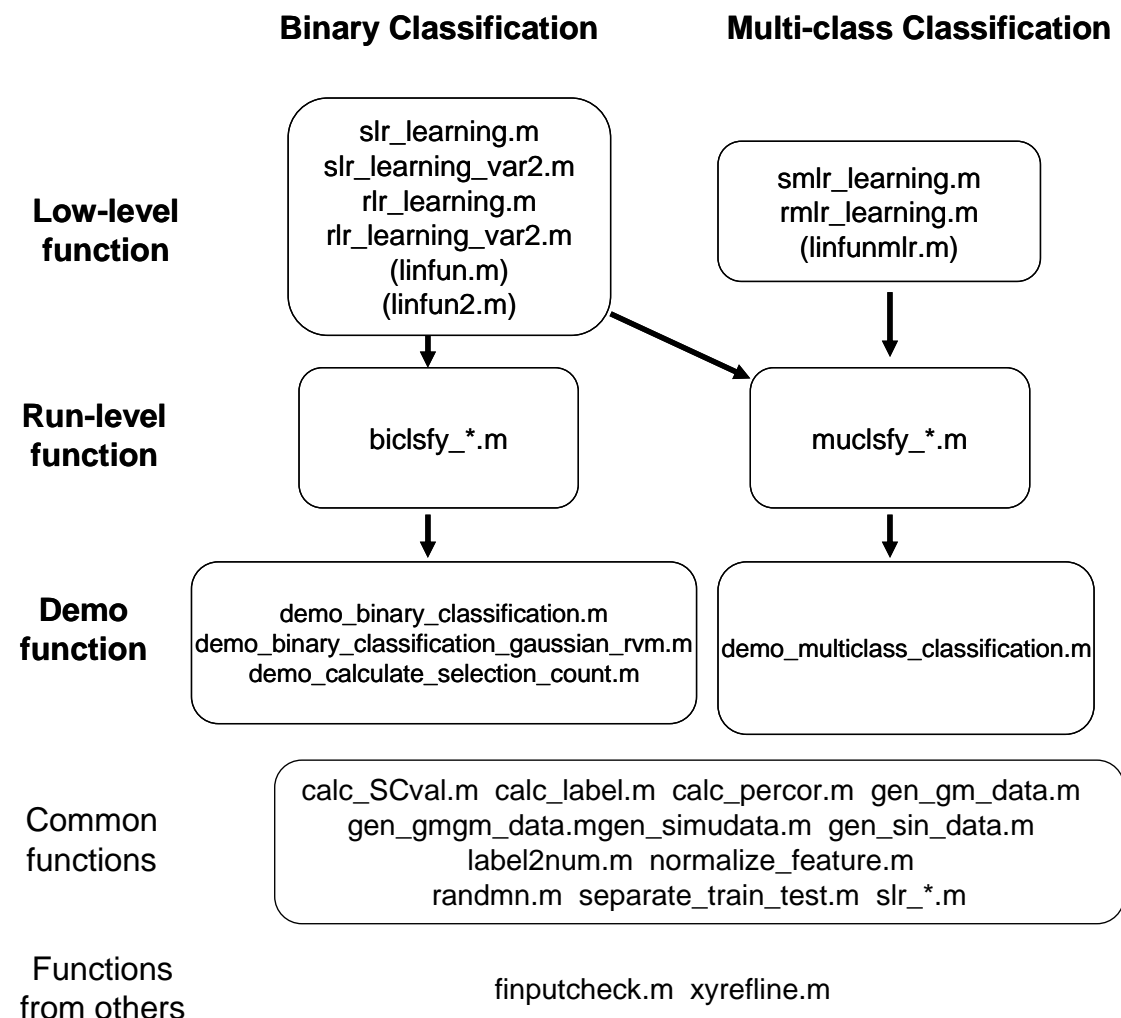 Binary Classification
Multi-class Classification
Low-level
function
slr_learning.m
slr_learning_var2.m
rlr_learning.m
rlr_learning_var2.m
(linfun.m)
(linfun2.m)
smlr_learning.m
rmlr_learning.m
(linfunmlr.m)
Run-level
function
biclsfy_*.m
muclsfy_*.m
Demo
function
demo_binary_classification.m
demo_binary_classification_gaussian_rvm.m
demo_calculate_selection_count.m
demo_multiclass_classification.m
Common
functions
calc_SCval.m calc_label.m calc_percor.m gen_gm_data.m
gen_gmgm_data.mgen_simudata.m gen_sin_data.m
label2num.m normalize_feature.m
randmn.m separate_train_test.m slr_*.m
Functions
from others
finputcheck.m xyrefline.m